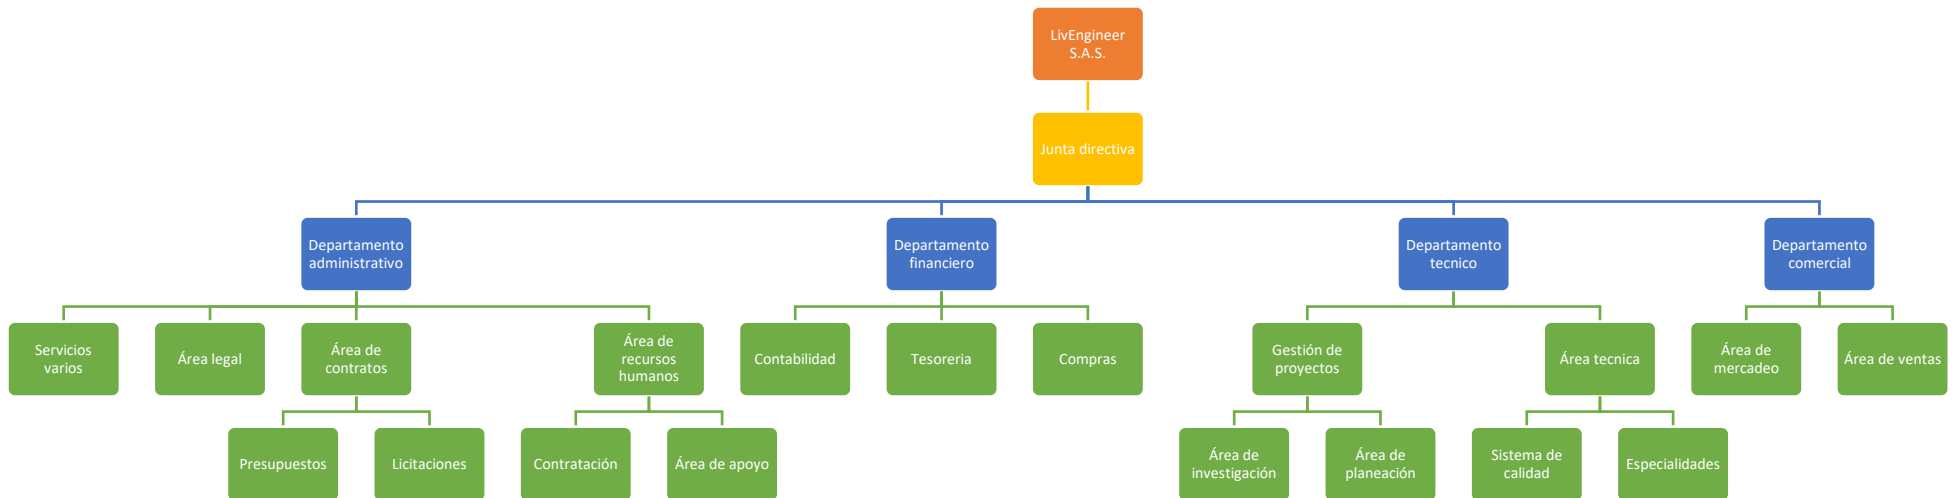 LivEngineer
S.A.S.
Junta directiva
Departamento
administrativo
Departamento
financiero
Departamento
tecnico
Departamento
comercial
Servicios
varios
Área legal
Área de
contratos
Área de
recursos
humanos
Contabilidad
Tesoreria
Compras
Gestión de
proyectos
Área tecnica
Área de
mercadeo
Área de ventas
Presupuestos
Licitaciones
Contratación
Área de apoyo
Área de
investigación
Área de
planeación
Sistema de
calidad
Especialidades